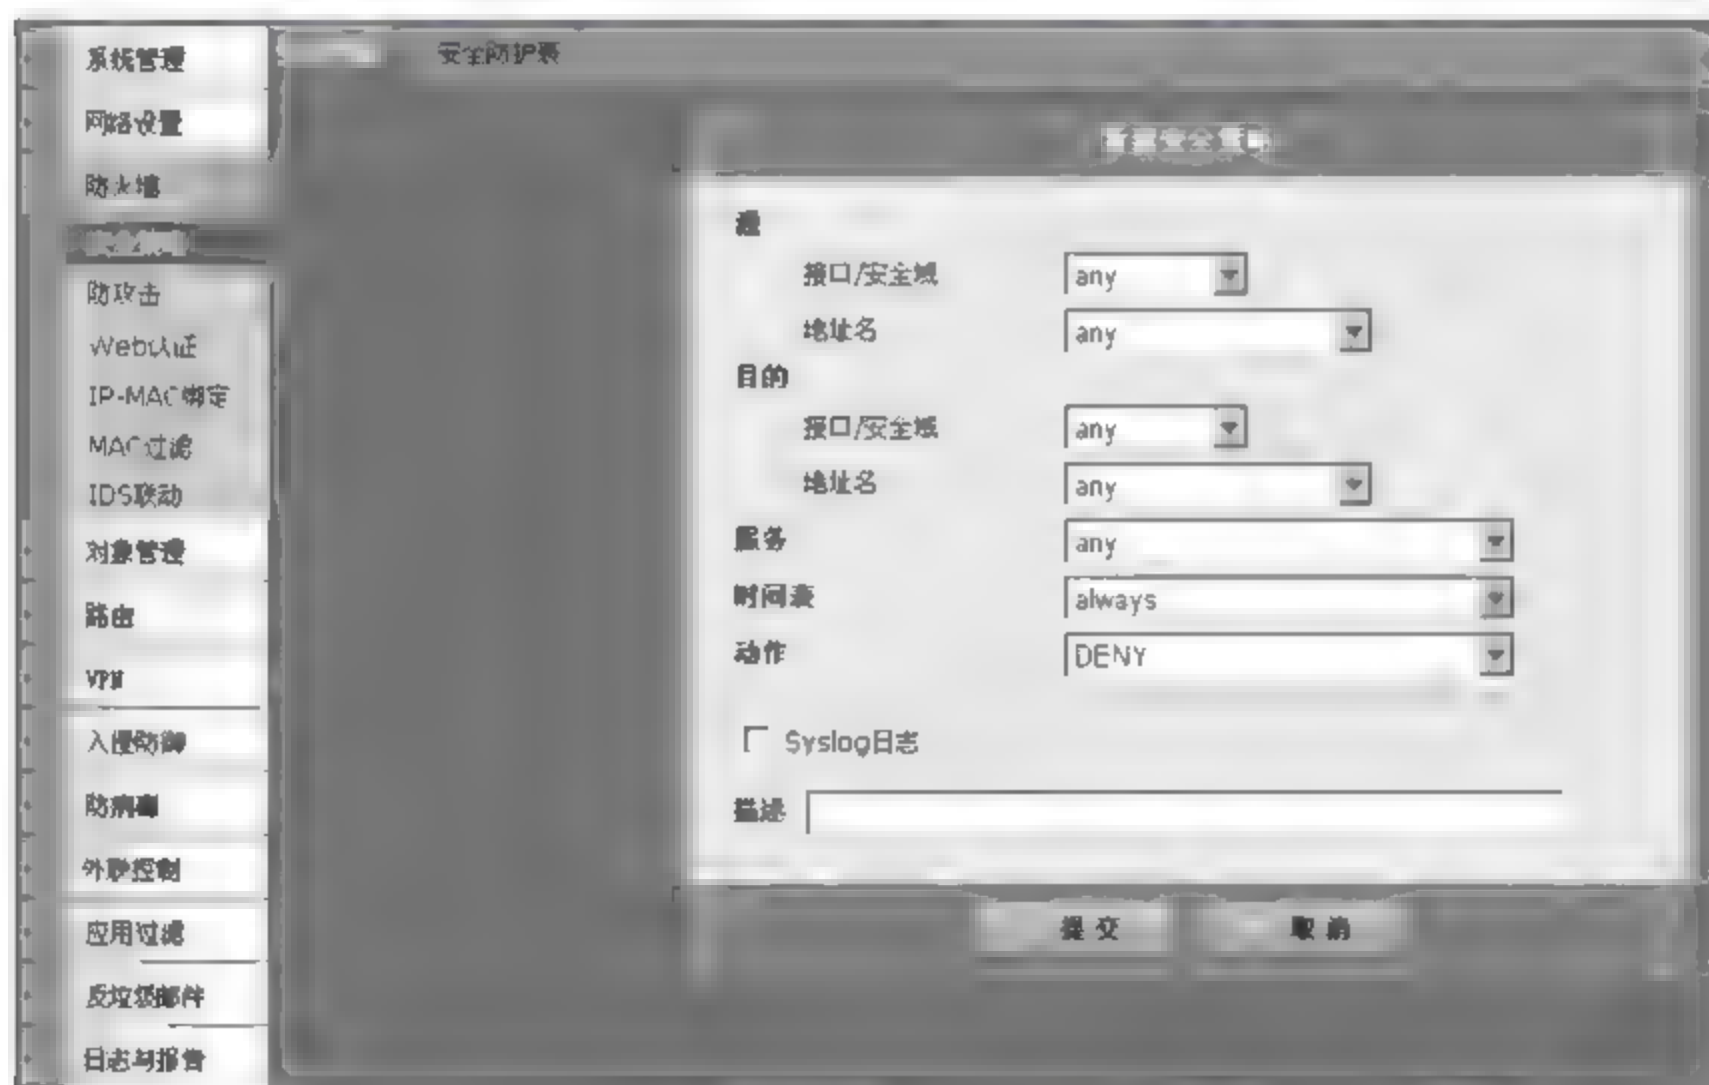 系统管理
网络设置
防火墙
防攻击
Web认证
IP-MAC绑定
MAC过滤
IDS联动
对象管理
路由
VPN
入侵防御
防病毒
外联控制
应用过滤
反垃圾邮件
日志与报告
安全防护表
源
接口/安全域 any
地址名 any
目的
接口/安全域 any
地址名 any
服务 any
时间表 always
动作 DENY
Syslog日志
描述
提交 取消